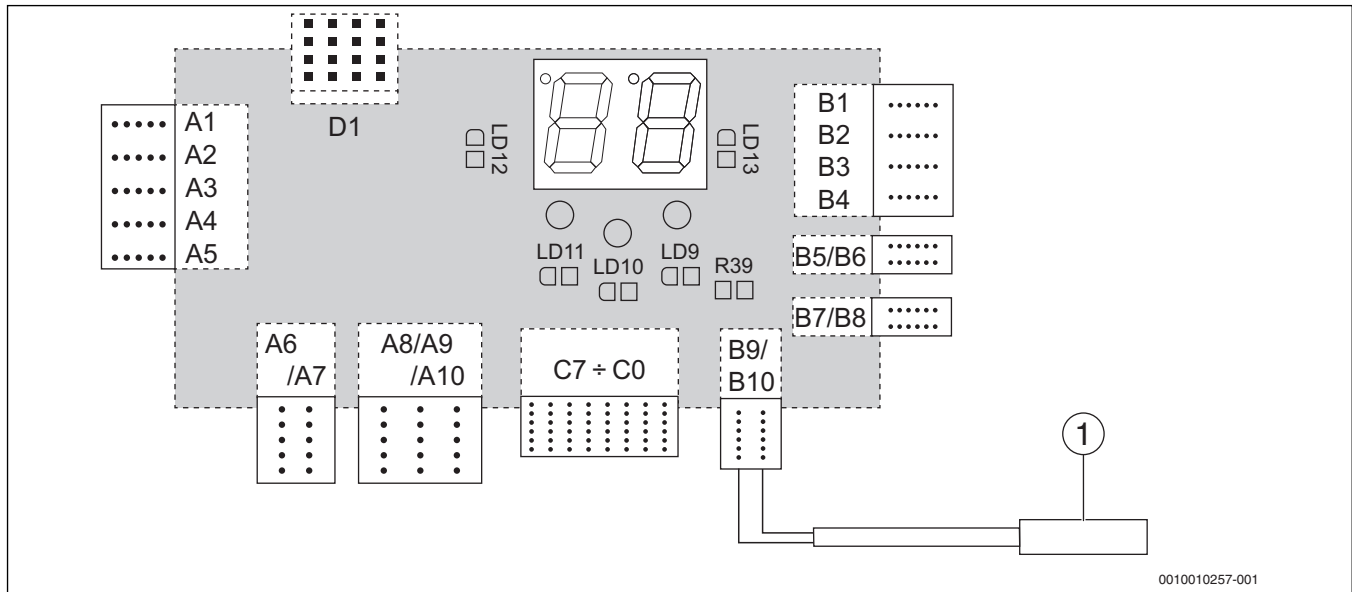 D1
A1
A2
A3
A4
A5
LD12
LD13
B1
B2
B3
B4
LD11
LD10
LD9
R39
B5/B6
B7/B8
A6
/A7
A8/A9
/A10
C7 ÷ C0
B9/
B10
1
0010010257-001